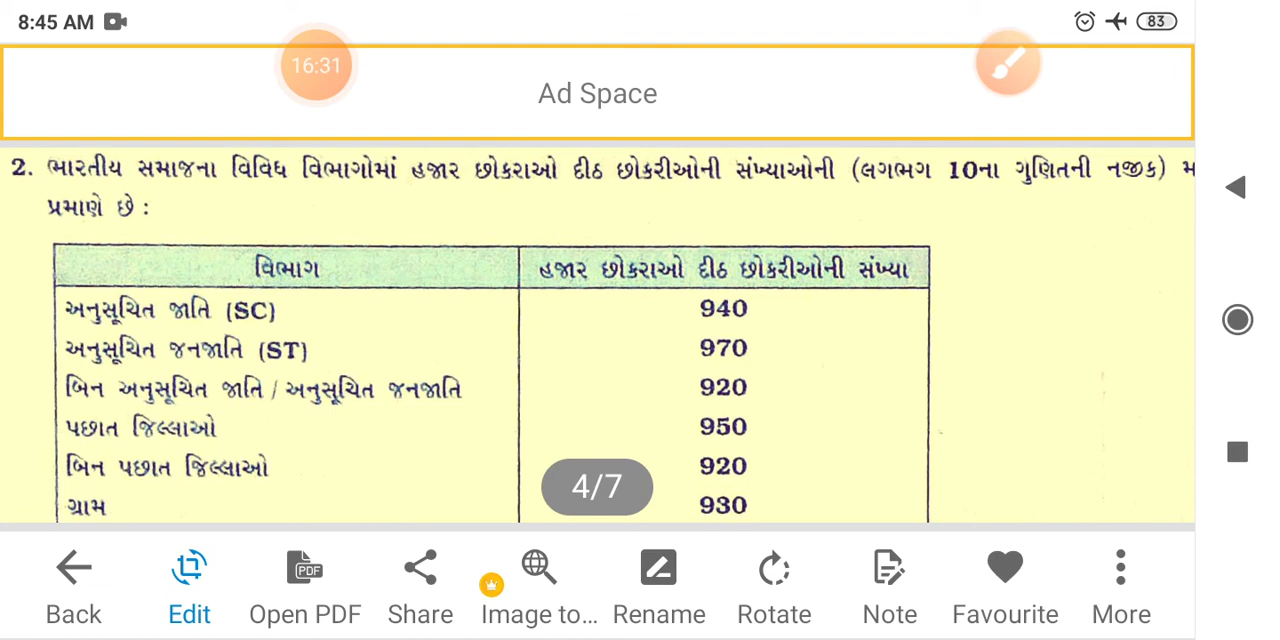 8:45 AM
83
16:31
Ad Space
2. ભારતીય સમાજના વિવિધ વિભાગોમાં હજાર છોકરાઓ દીઠ છોકરીઓની સંખ્યાઓની (લગભગ 10ના ગુણિતની નજીક) મ
પ્રમાણે છે :
વિભાગ હજાર છોકરાઓ દીઠ છોકરીઓની સંખ્યા
અનુસૂચિત જાતિ (SC) 940
અનુસૂચિત જનજાતિ (ST) 970
બિન અનુસૂચિત જાતિ / અનુસૂચિત જનજાતિ 920
પછાત જિલ્લાઓ 950
બિન પછાત જિલ્લાઓ 920
ગ્રામ 930
4/7
Back Edit Open PDF Share Image to... Rename Rotate Note Favourite More
PDF